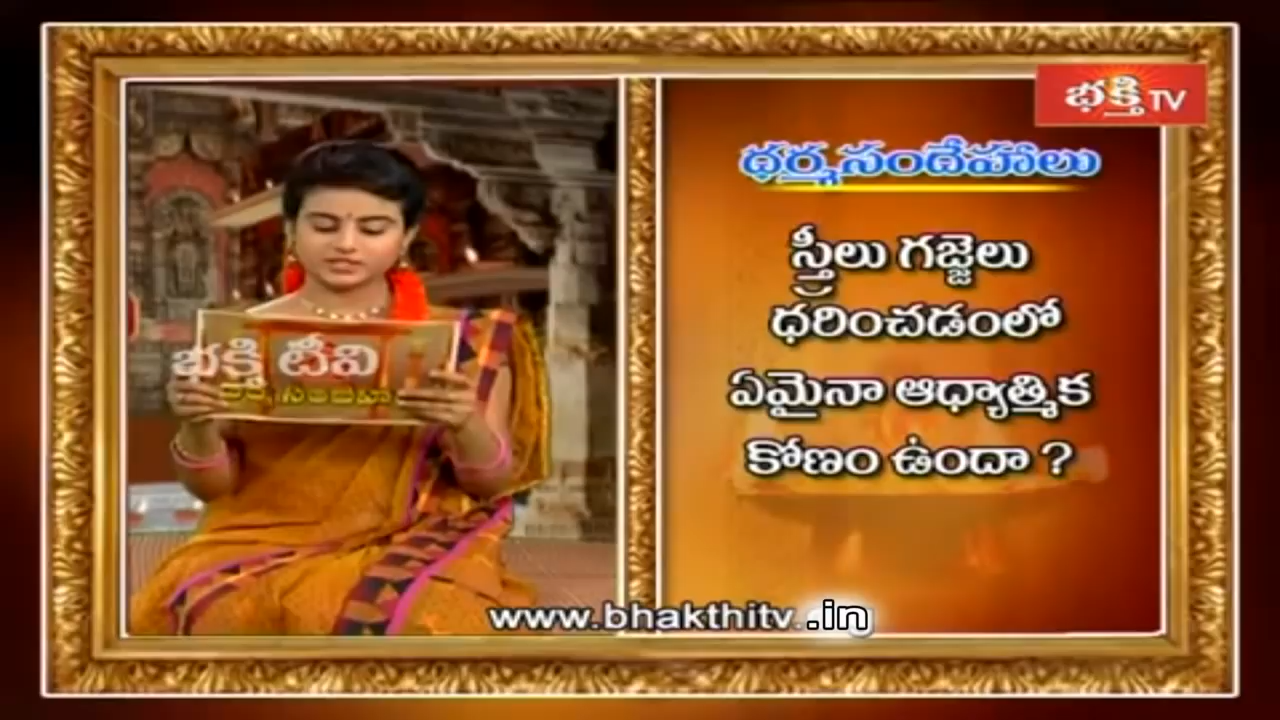 భక్తి TV
ధర్మసందేహాలు
స్త్రీలు గజ్జెలు
ధరించడంలో
ఏమైనా ఆధ్యాత్మిక
కోణం ఉందా ?
భక్తి టీవి
www.bhakthitv.in